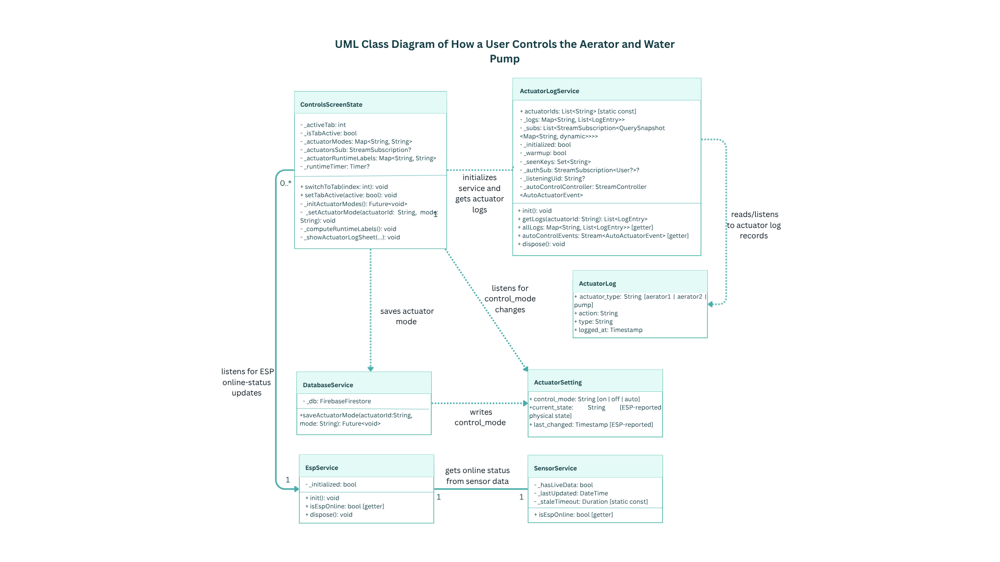 UML Class Diagram of How a User Controls the Aerator and Water
Pump
ControlsScreenState
- _activeTab: int
- _isTabActive: bool
- _actuatorModes: Map<String, String>
- _actuatorsSub: StreamSubscription?
- _actuatorRuntimeLabels: Map<String, String>
- _runtimeTimer: Timer?
+ switchToTab(index: int): void
+ setTabActive(active: bool): void
- _initActuatorModes(): Future<void>
- _setActuatorMode(actuatorId: String, mode:
String): void
- _computeRuntimeLabels(): void
- _showActuatorLogSheet(...): void
1
0..*
initializes
service and
gets actuator
logs
ActuatorLogService
+ actuatorIds: List<String> [static const]
- _logs: Map<String, List<LogEntry>>
- _subs: List<StreamSubscription<QuerySnapshot
<Map<String, dynamic>>>>
- _initialized: bool
- _warmup: bool
- _seenKeys: Set<String>
- _authSub: StreamSubscription<User?>?
- _listeningUid: String?
- _autoControlController: StreamController
<AutoActuatorEvent>
+ init(): void
+ getLogs(actuatorId: String): List<LogEntry>
+ allLogs: Map<String, List<LogEntry>> [getter]
+ autoControlEvents: Stream<AutoActuatorEvent> [getter]
+ dispose(): void
reads/listens
to actuator log
records
ActuatorLog
+ actuator_type: String [aerator1 | aerator2 |
pump]
+ action: String
+ type: String
+ logged_at: Timestamp
listens for
control_mode
changes
saves actuator
mode
listens for ESP
online-status
updates
DatabaseService
- _db: FirebaseFirestore
+saveActuatorMode(actuatorId:String,
mode: String): Future<void>
writes
control_mode
ActuatorSetting
+ control_mode: String [on | off | auto]
+current_state: String [ESP-reported
physical state]
+ last_changed: Timestamp [ESP-reported]
EspService
- _initialized: bool
+ init(): void
+ isEspOnline: bool [getter]
+ dispose(): void
1
gets online status
from sensor data
1
1
SensorService
- _hasLiveData: bool
- _lastUpdated: DateTime
- _staleTimeout: Duration [static const]
+ isEspOnline: bool [getter]